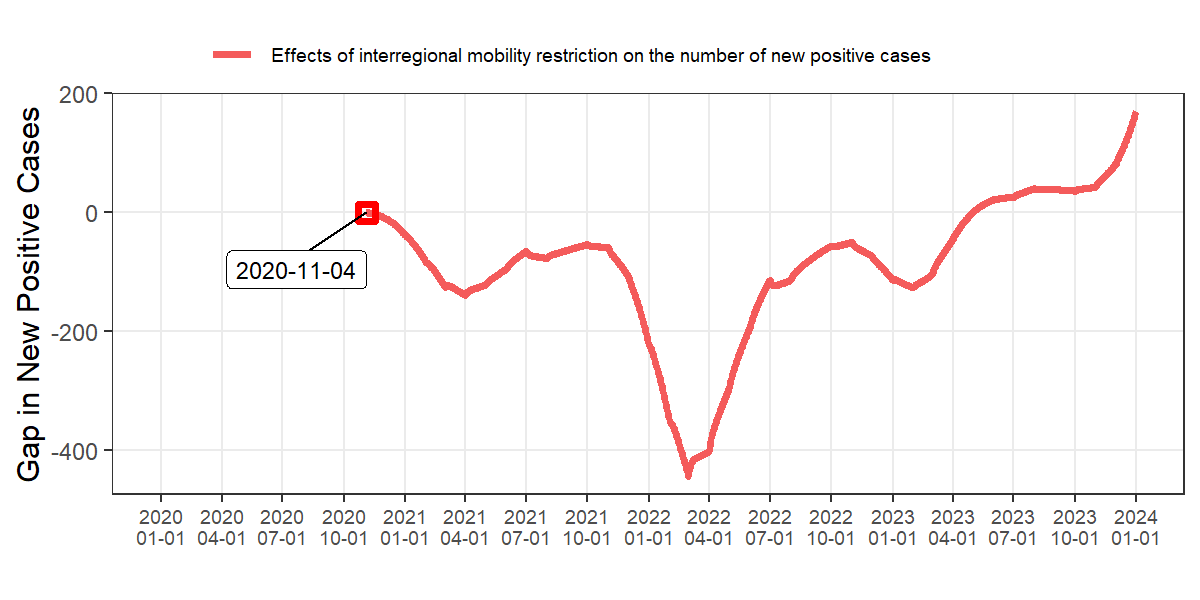 Effects of interregional mobility restriction on the number of new positive cases
Gap in New Positive Cases
200
0
-200
-400
2020-11-04
2020 2020 2020 2020 2021 2021 2021 2021 2022 2022 2022 2022 2023 2023 2023 2023 2024
01-01 04-01 07-01 10-01 01-01 04-01 07-01 10-01 01-01 04-01 07-01 10-01 01-01 04-01 07-01 10-01 01-01